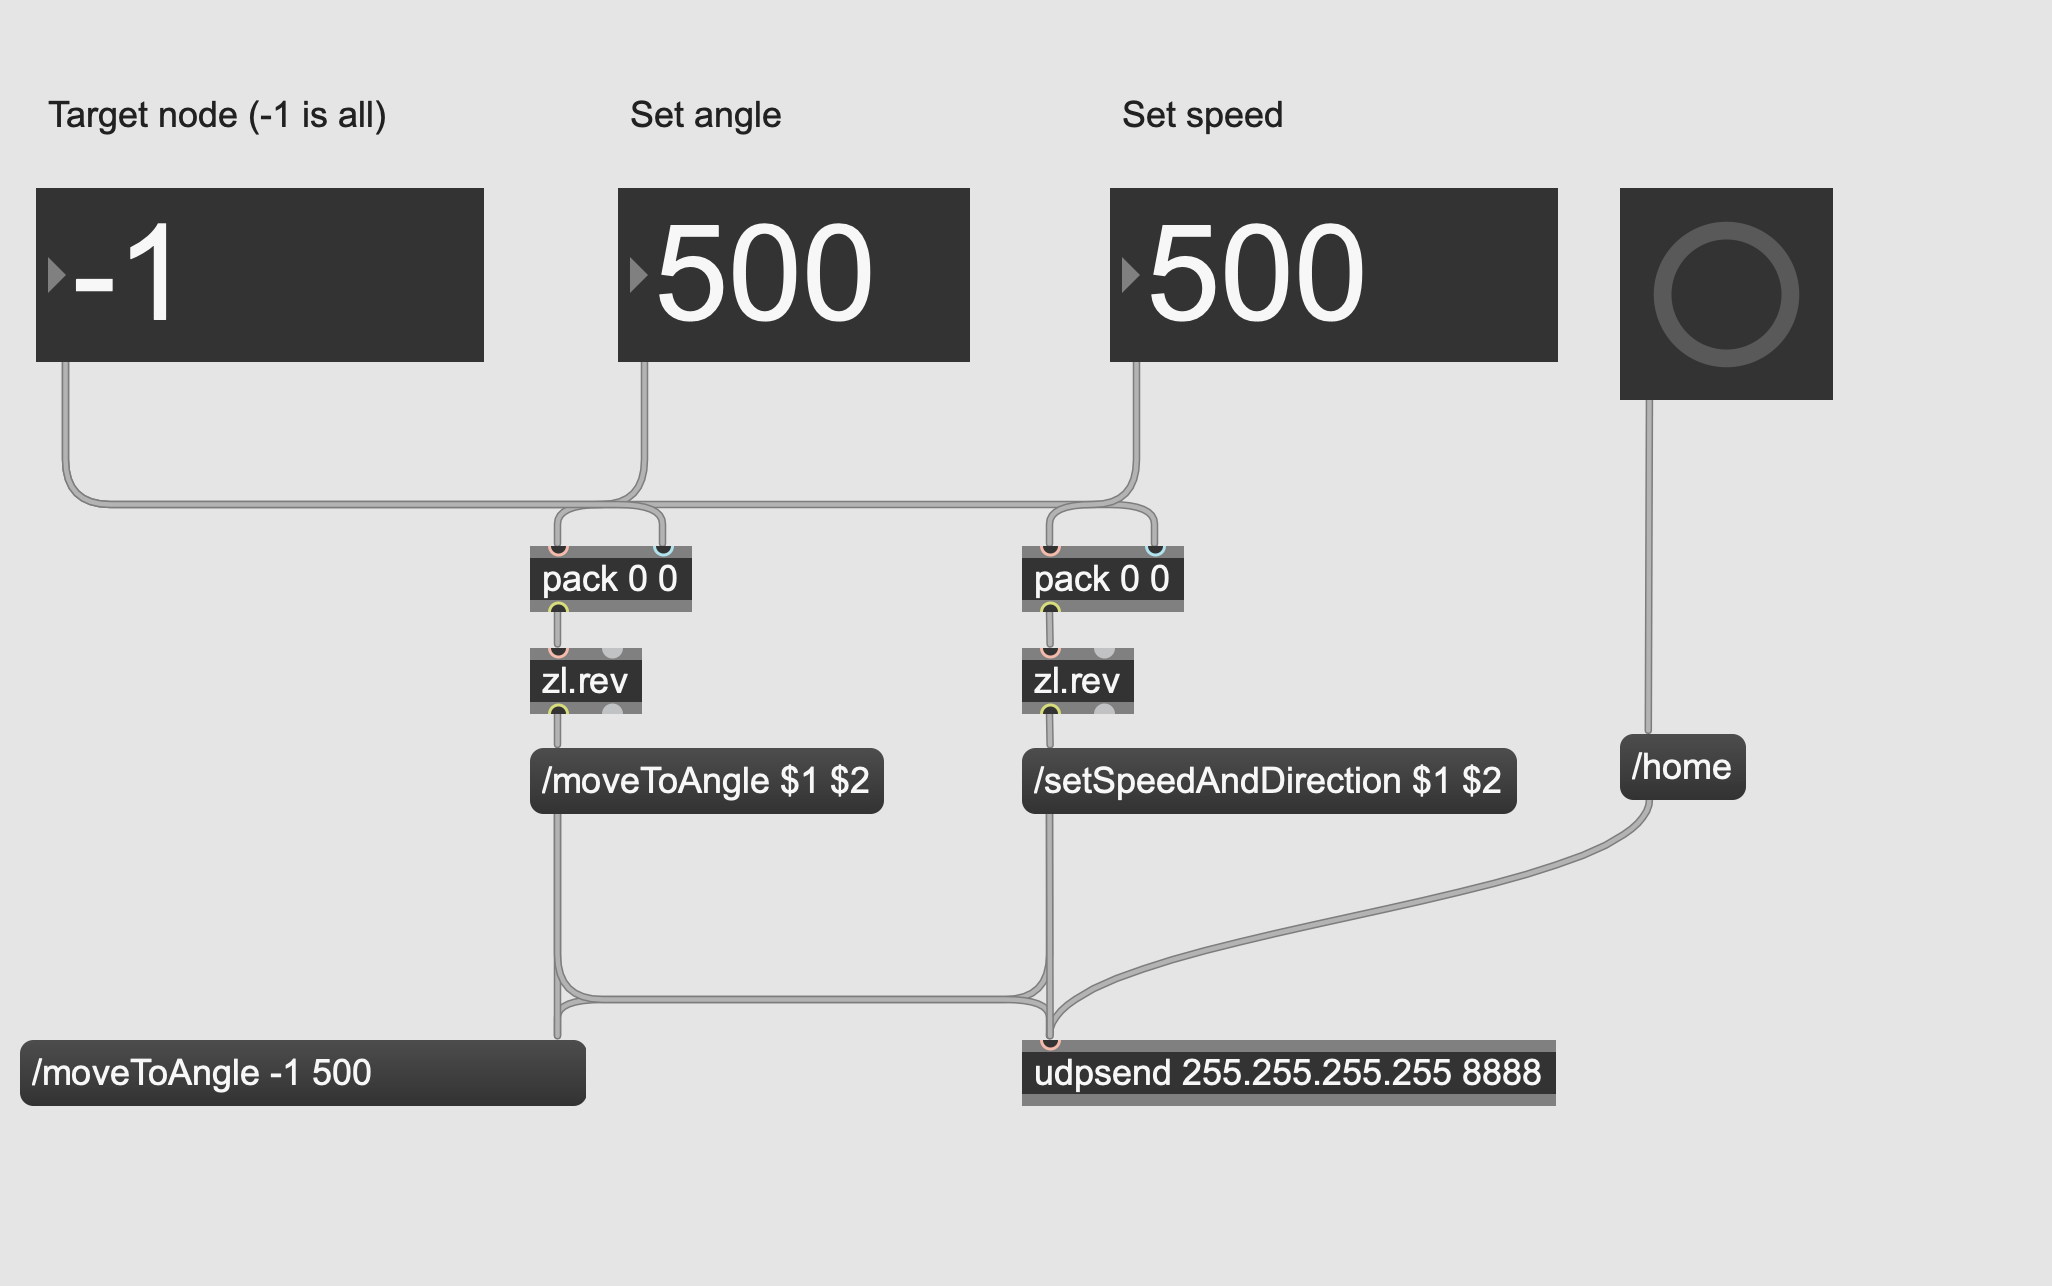 Target node (-1 is all)
Set angle
Set speed
-1
500
500
pack 0 0
pack 0 0
zl.rev
zl.rev
/moveToAngle $1 $2
/setSpeedAndDirection $1 $2
/home
/moveToAngle -1 500
udpsend 255.255.255.255 8888